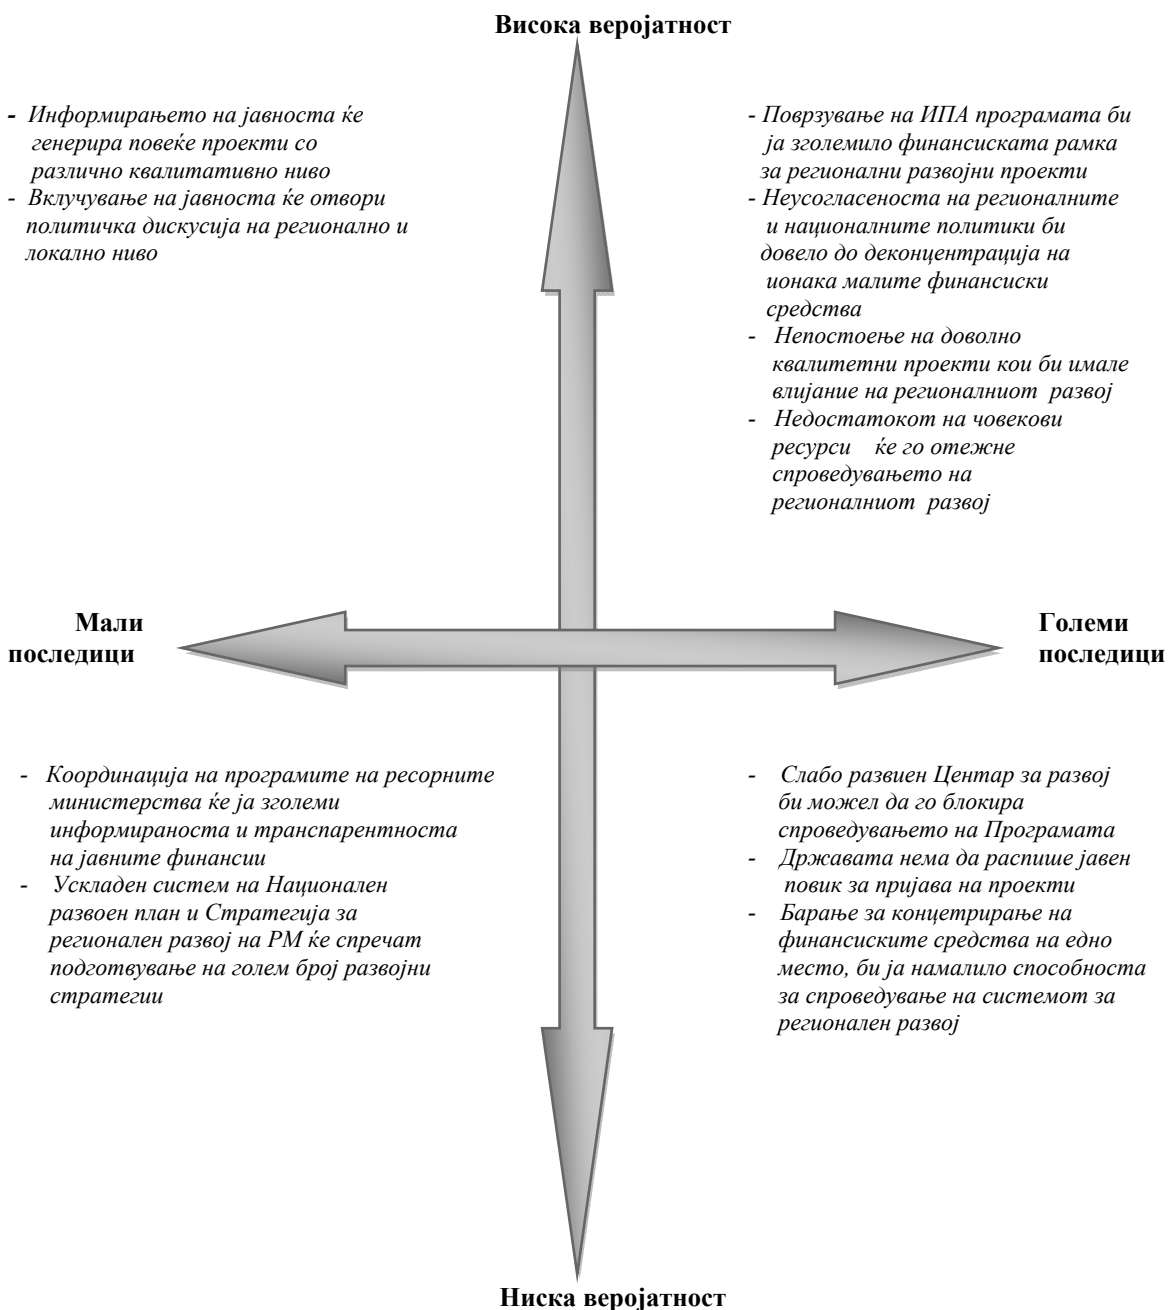 Висока веројатност
- Информирањето на јавноста ќе
генерира повеќе проекти со
различно квалитативно ниво
- Вклучување на јавноста ќе отвори
политичка дискусија на регионално и
локално ниво
- Поврзување на ИПА програмата би
ја зголемило финансиската рамка
за регионални развојни проекти
- Неусогласеноста на регионалните
и националните политики би
довело до деконцентрација на
ионака малите финансиски
средства
- Непостоење на доволно
квалитетни проекти кои би имале
влијание на регионалниот развој
- Недостатокот на човекови
ресурси ќе го отежне
спроведувањето на
регионалниот развој
Мали
последици
Големи
последици
- Координација на програмите на ресорните
министерства ќе ја зголеми
информираноста и транспарентноста
на јавните финансии
- Ускладен систем на Национален
развоен план и Стратегија за
регионален развој на РМ ќе спречат
подготвување на голем број развојни
стратегии
- Слабо развиен Центар за развој
би можел да го блокира
спроведувањето на Програмата
- Државата нема да распише јавен
повик за пријава на проекти
- Барање за концетрирање на
финансиските средства на едно
место, би ја намалило способноста
за спроведување на системот за
регионален развој
Ниска веројатност